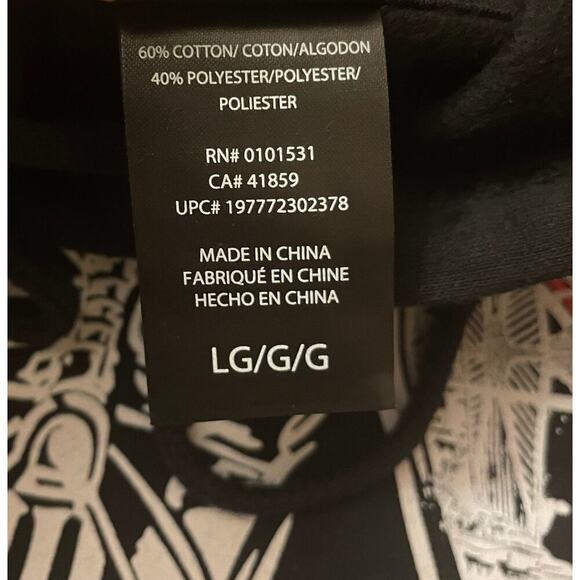 60% COTTON/ COTON/ALGODON
40% POLYESTER/POLYESTER/
POLIESTER
RN# 0101531
CA# 41859
UPC# 197772302378
MADE IN CHINA
FABRIQUÉ EN CHINE
HECHO EN CHINA
LG/G/G